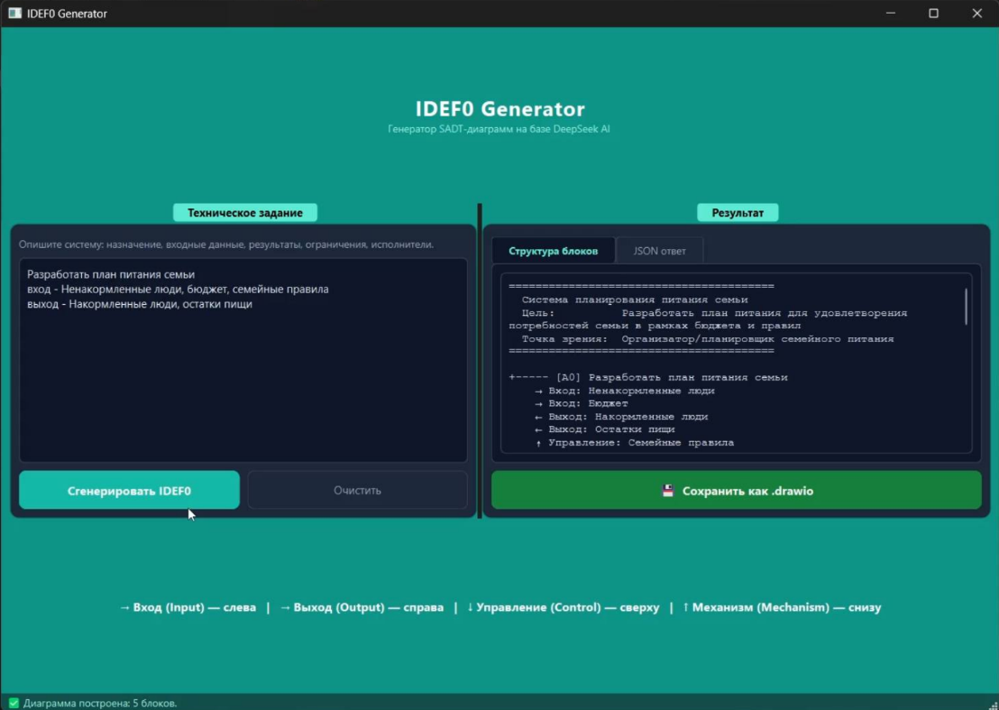 IDEF0 Generator
IDEF0 Generator
Генератор SADT-диаграмм на базе DeepSeek AI
Техническое задание
Опишите систему: назначение, входные данные, результаты, ограничения, исполнители.
Разработать план питания семьи
вход - Ненакормленные люди, бюджет, семейные правила
выход - Накормленные люди, остатки пищи
Сгенерировать IDEF0
Очистить
Результат
Структура блоков
JSON ответ
========================================
Система планирования питания семьи
Цель: Разработать план питания для удовлетворения
потребностей семьи в рамках бюджета и правил
Точка зрения: Организатор/планировщик семейного питания
========================================
+----- [A0] Разработать план питания семьи
→ Вход: Ненакормленные люди
→ Вход: Бюджет
← Выход: Накормленные люди
← Выход: Остатки пищи
↑ Управление: Семейные правила
Сохранить как .drawio
→ Вход (Input) — слева | → Выход (Output) — справа | ↓ Управление (Control) — сверху | ↑ Механизм (Mechanism) — снизу
Диаграмма построена: 5 блоков.